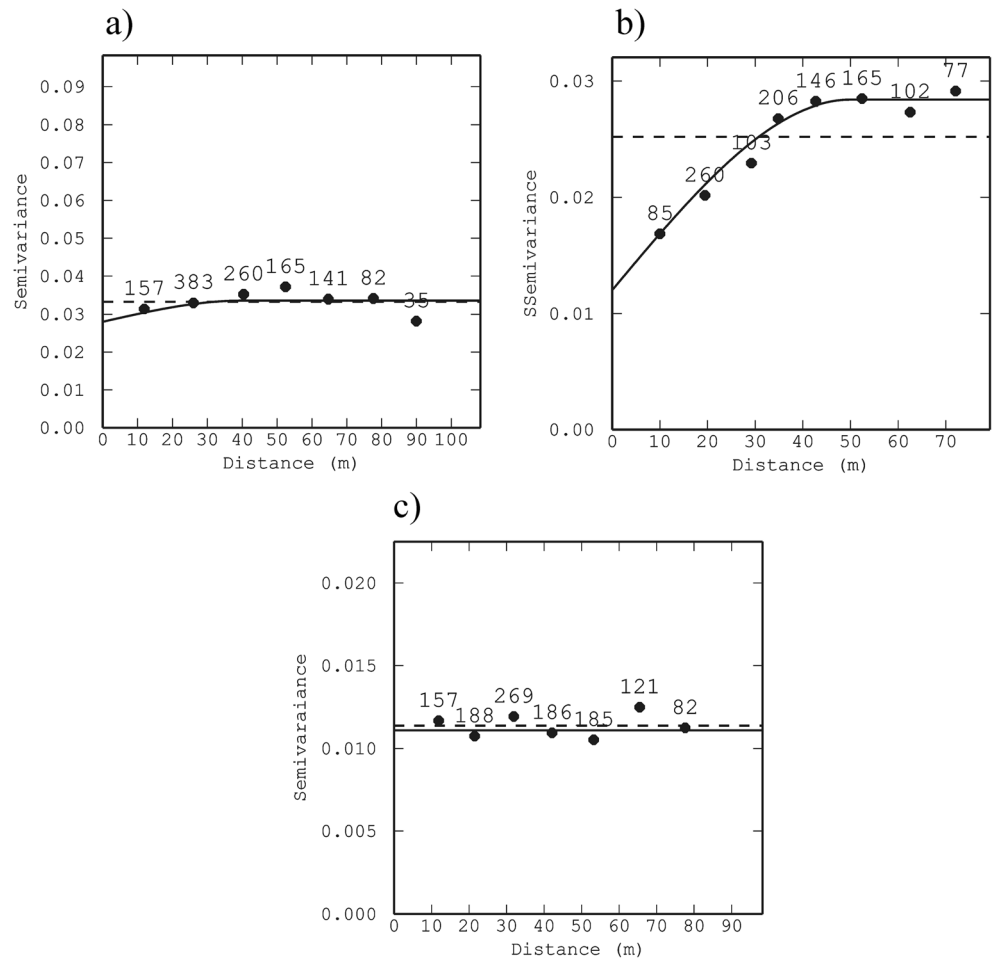 a)
0.09
0.08
0.07
0.06
0.05
0.04
0.03
0.02
0.01
0.00
Semivariance
157 383 260 165 141 82 35
0 10 20 30 40 50 60 70 80 90 100
Distance (m)
b)
0.03
0.02
0.01
0.00
SSemivariance
85 260 103 206 146 165 102 77
0 10 20 30 40 50 60 70
Distance (m)
c)
0.020
0.015
0.010
0.005
0.000
Semivaraiance
157 188 269 186 185 121 82
0 10 20 30 40 50 60 70 80 90
Distance (m)